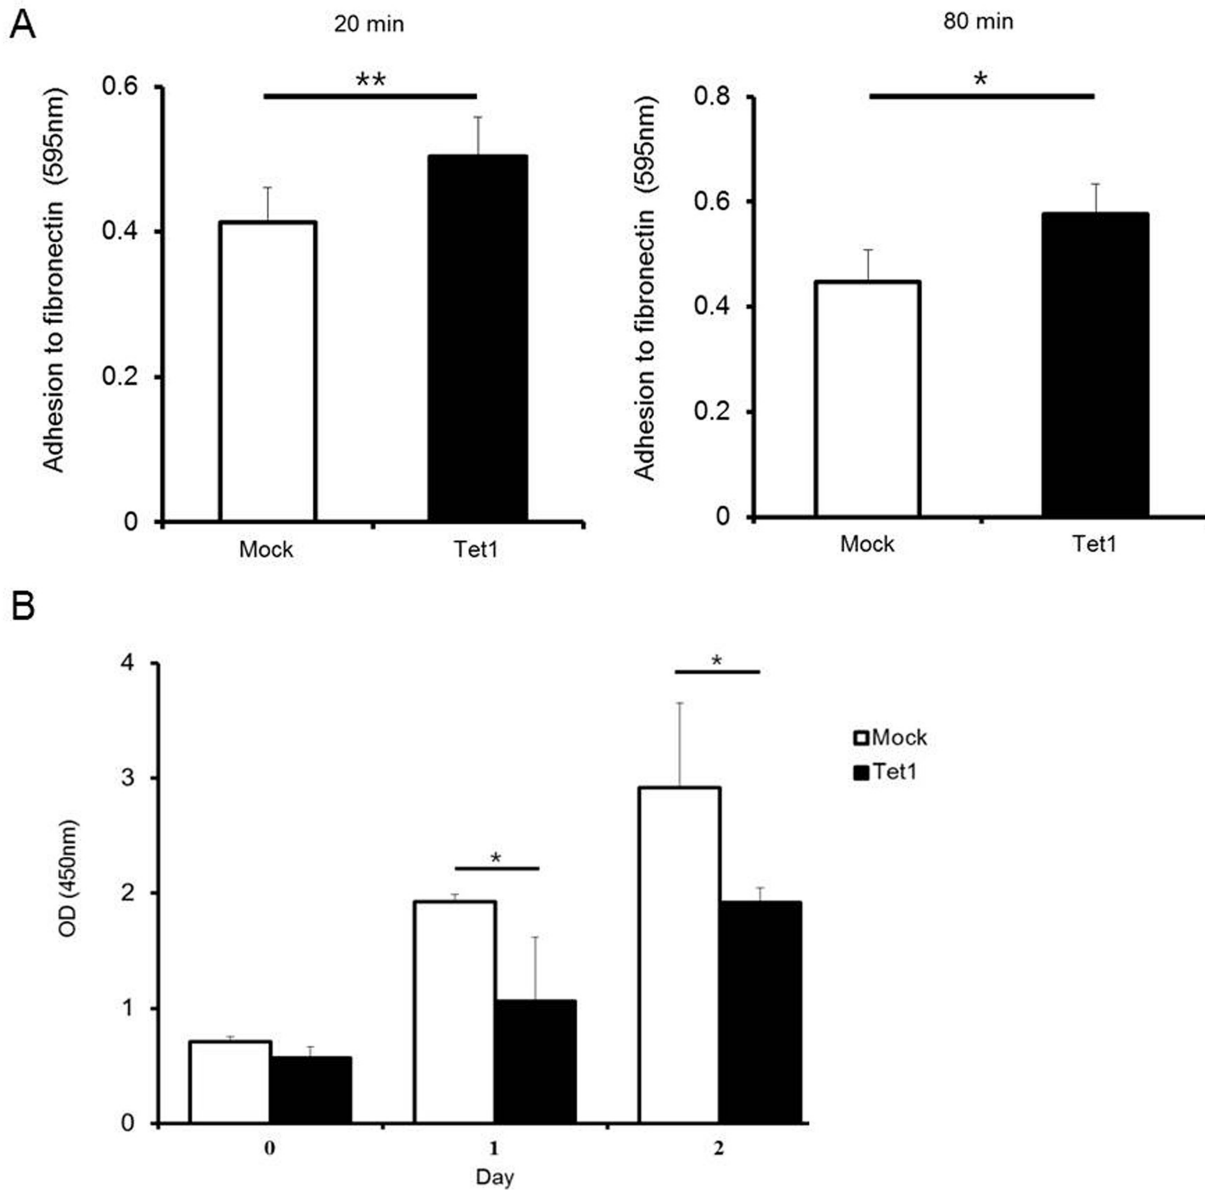 A
20 min
80 min
**
*
Adhesion to fibronectin (595nm)
0.6
0.4
0.2
0
Mock
Tet1
Adhesion to fibronectin (595nm)
0.8
0.6
0.4
0.2
0
Mock
Tet1
B
OD (450nm)
4
3
2
1
0
*
*
Mock
Tet1
0
1
2
Day